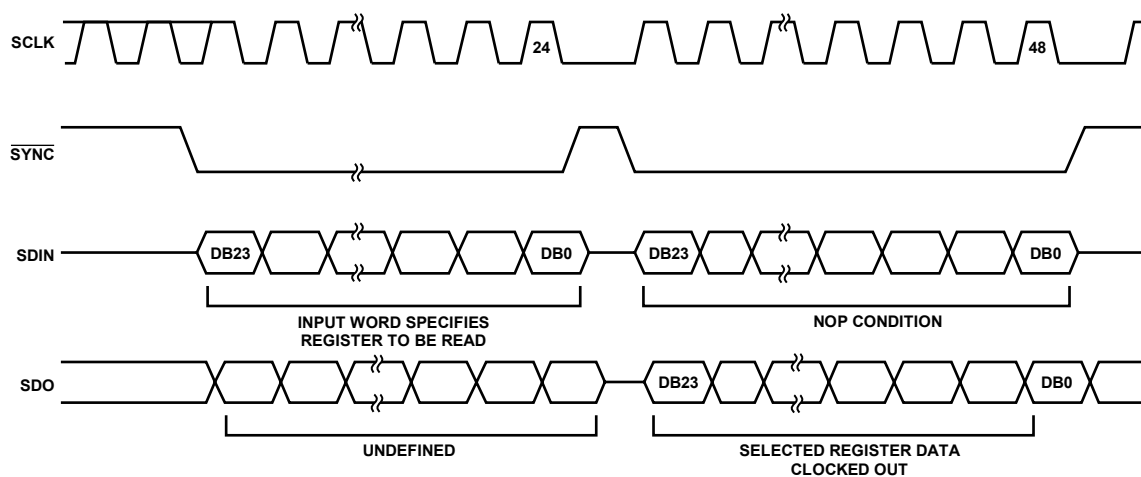 SCLK
24
48
SYNC
SDIN
DB23
DB0
DB23
DB0
INPUT WORD SPECIFIES
REGISTER TO BE READ
NOP CONDITION
SDO
DB23
DB0
UNDEFINED
SELECTED REGISTER DATA
CLOCKED OUT